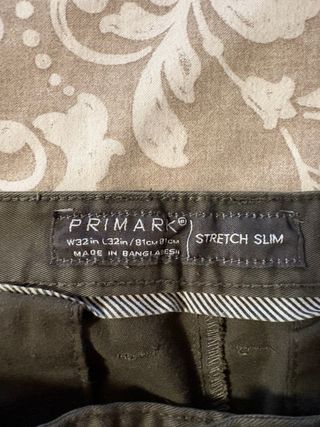 PRIMARK®
W32in L32in/81CM 81CM
MADE IN BANGLADESH
STRETCH SLIM